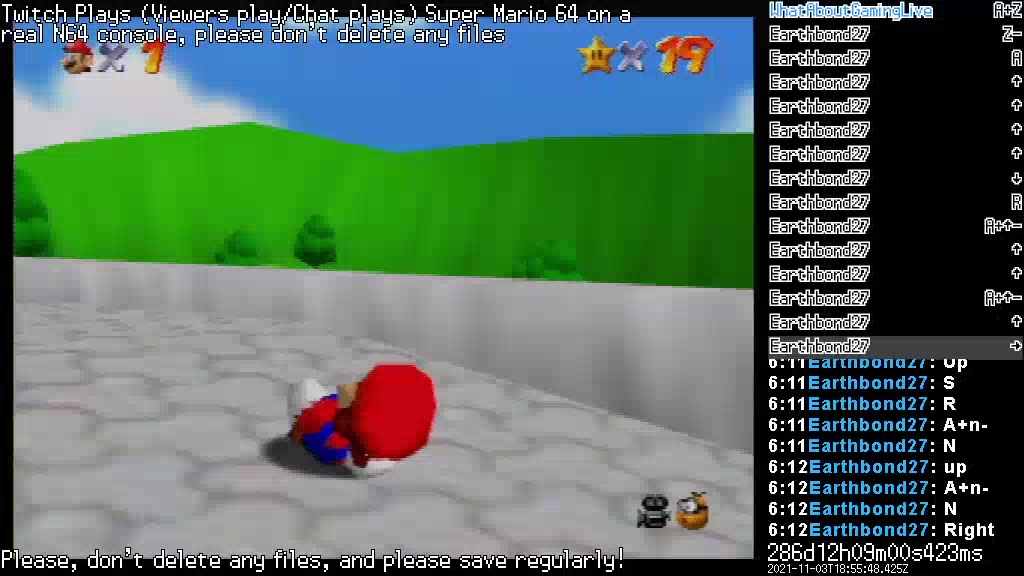 Twitch Plays (Viewers play/Chat plays) Super Mario 64 on a
real N64 console, please don't delete any files
1
19
WhatAboutGamingLive A+Z
Earthbond27 Z-
Earthbond27 A
Earthbond27 ↑
Earthbond27 ↑
Earthbond27 ↑
Earthbond27 ↑
Earthbond27 ↓
Earthbond27 R
Earthbond27 A+↑-
Earthbond27 ↑
Earthbond27 ↑
Earthbond27 A+↑-
Earthbond27 ↑
Earthbond27 →
6:11Earthbond27: Up
6:11Earthbond27: S
6:11Earthbond27: R
6:11Earthbond27: A+n-
6:11Earthbond27: N
6:12Earthbond27: up
6:12Earthbond27: A+n-
6:12Earthbond27: N
6:12Earthbond27: Right
286d12h09m00s423ms
2021-11-03T18:55:48.425Z
Please, don't delete any files, and please save regularly!